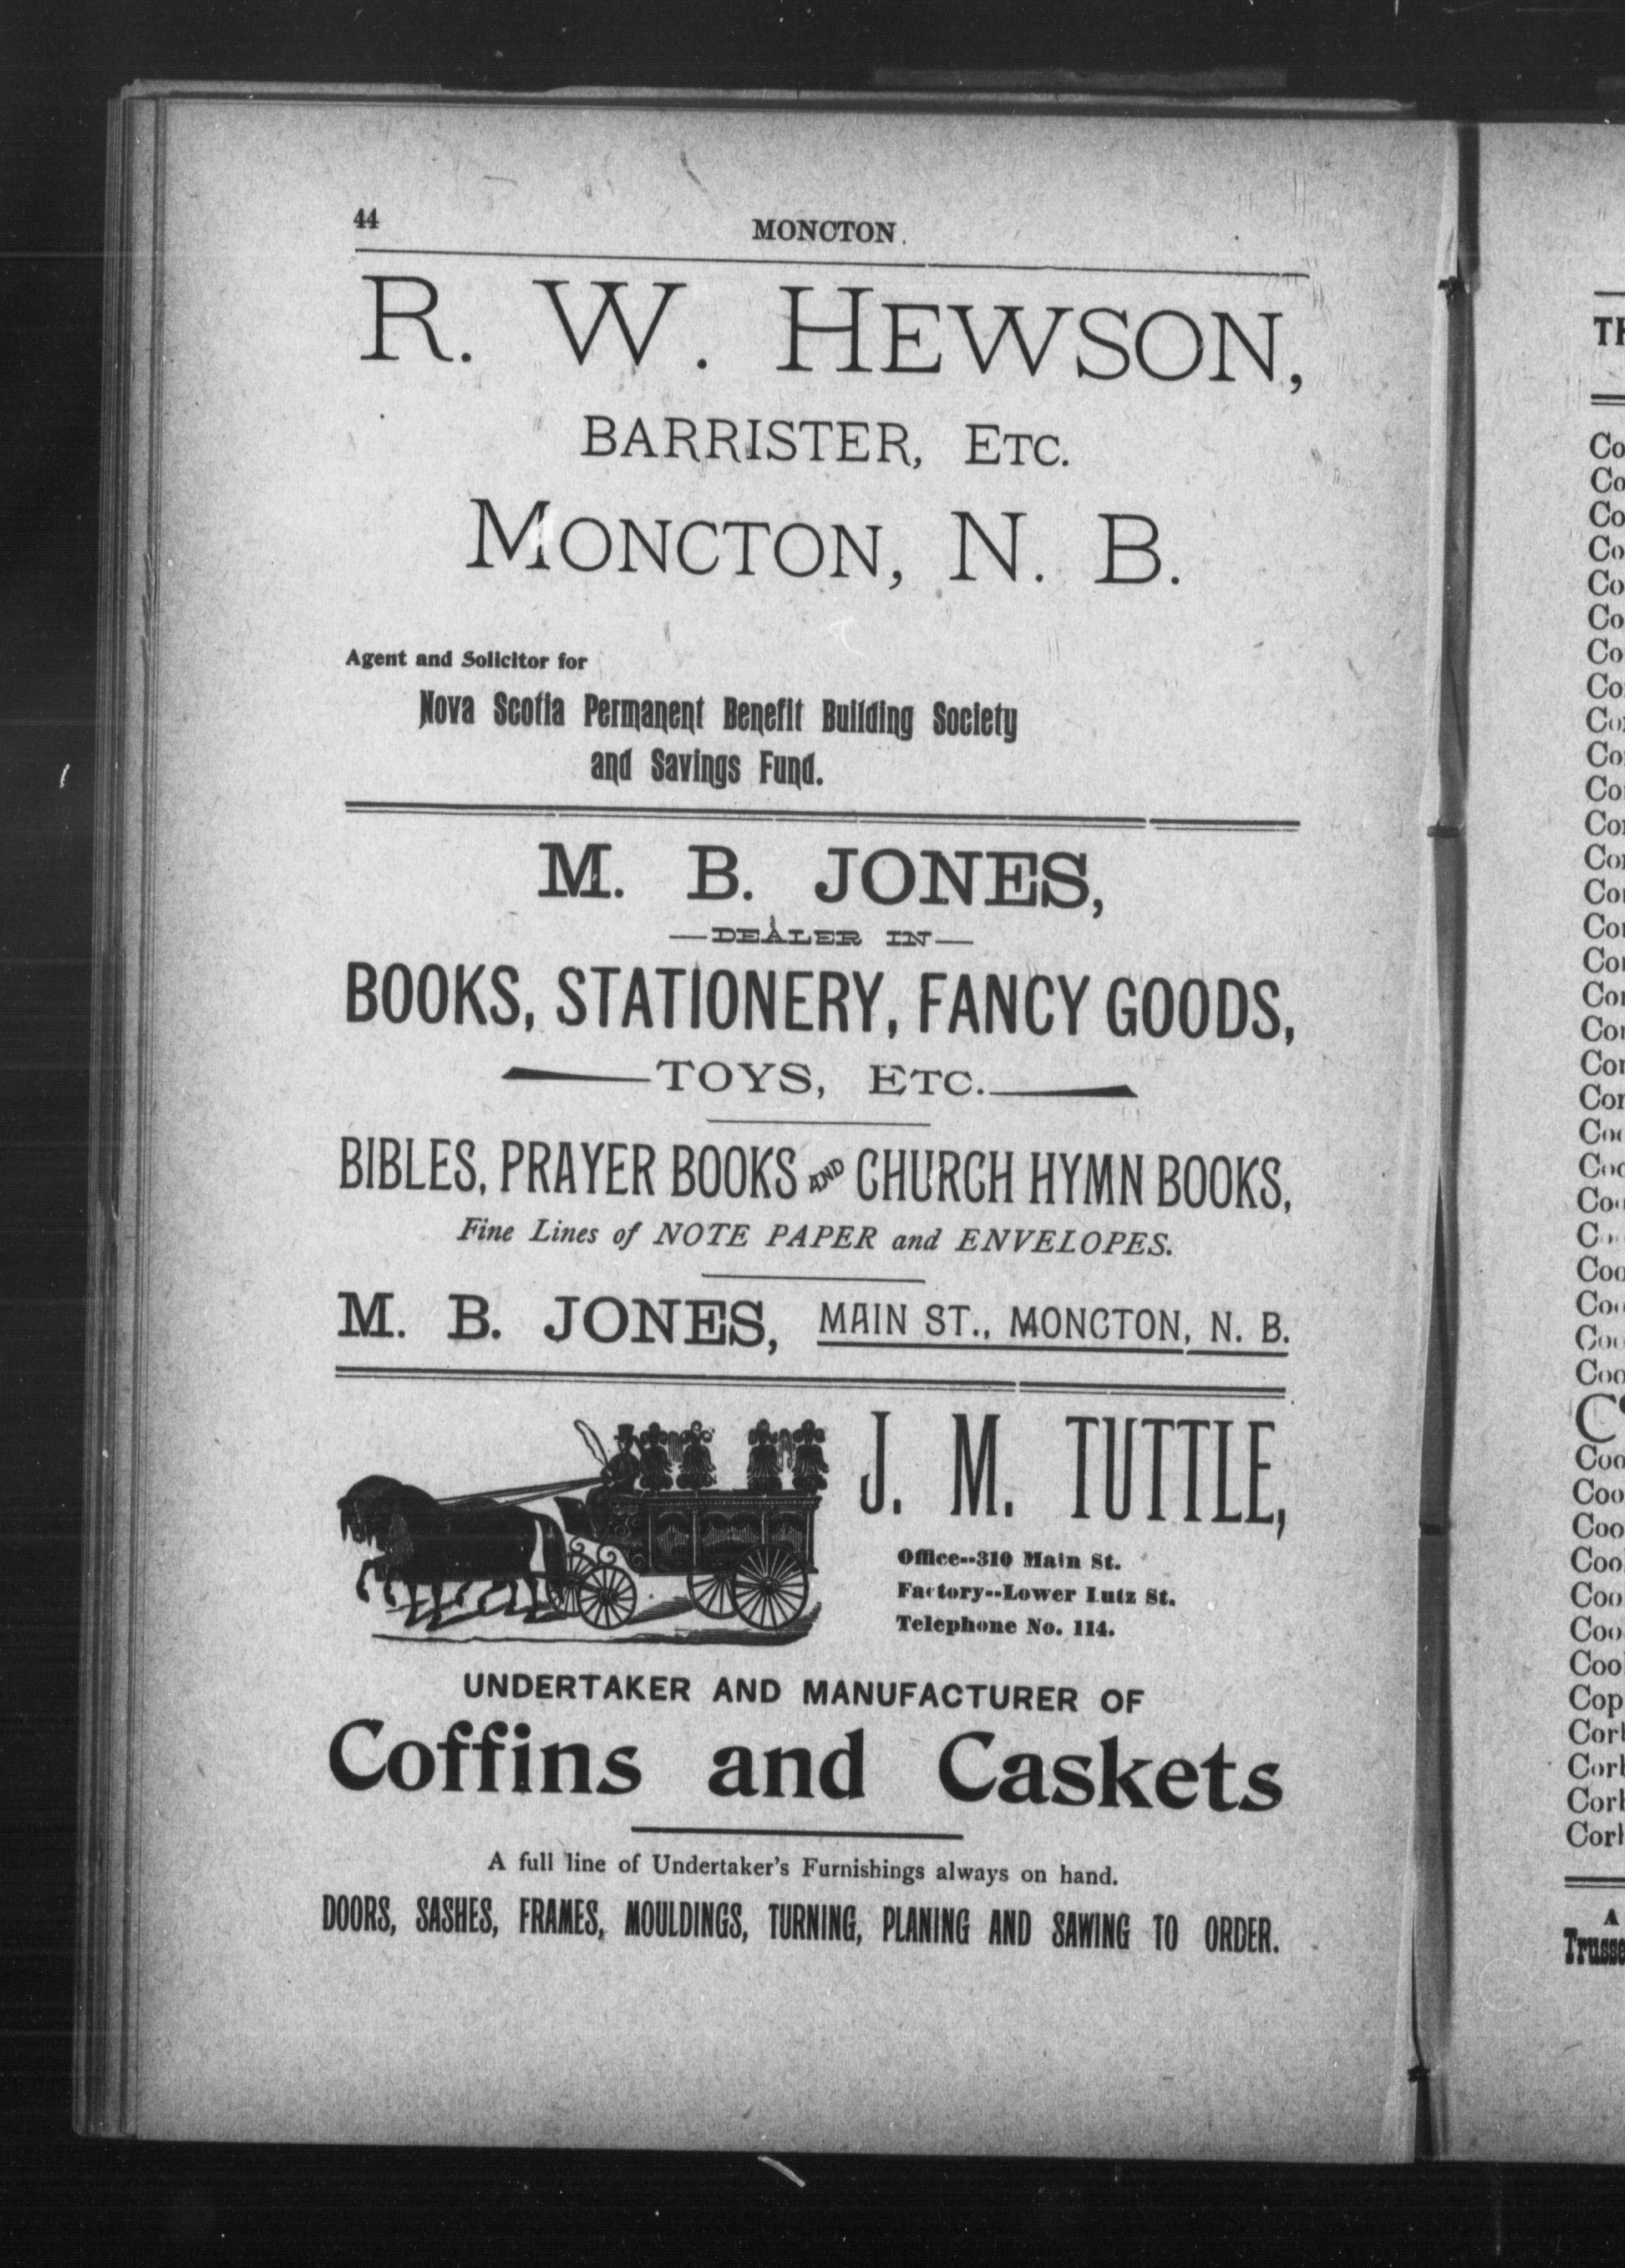 44
MONCTON.
R. W. HEWSON,
BARRISTER, ETC.
MONCTON, N. B.
Agent and Solicitor for
Nova Scotia Permanent Benefit Building Society
and Savings Fund.
M. B. JONES,
—DEALER IN—
BOOKS, STATIONERY, FANCY GOODS,
TOYS, ETC.
BIBLES, PRAYER BOOKS AND CHURCH HYMN BOOKS,
Fine Lines of NOTE PAPER and ENVELOPES.
M. B. JONES, MAIN ST., MONCTON, N. B.
J. M. TUTTLE,
Office--310 Main St.
Factory--Lower Lutz St.
Telephone No. 114.
UNDERTAKER AND MANUFACTURER OF
Coffins and Caskets
A full line of Undertaker's Furnishings always on hand.
DOORS, SASHES, FRAMES, MOULDINGS, TURNING, PLANING AND SAWING TO ORDER.